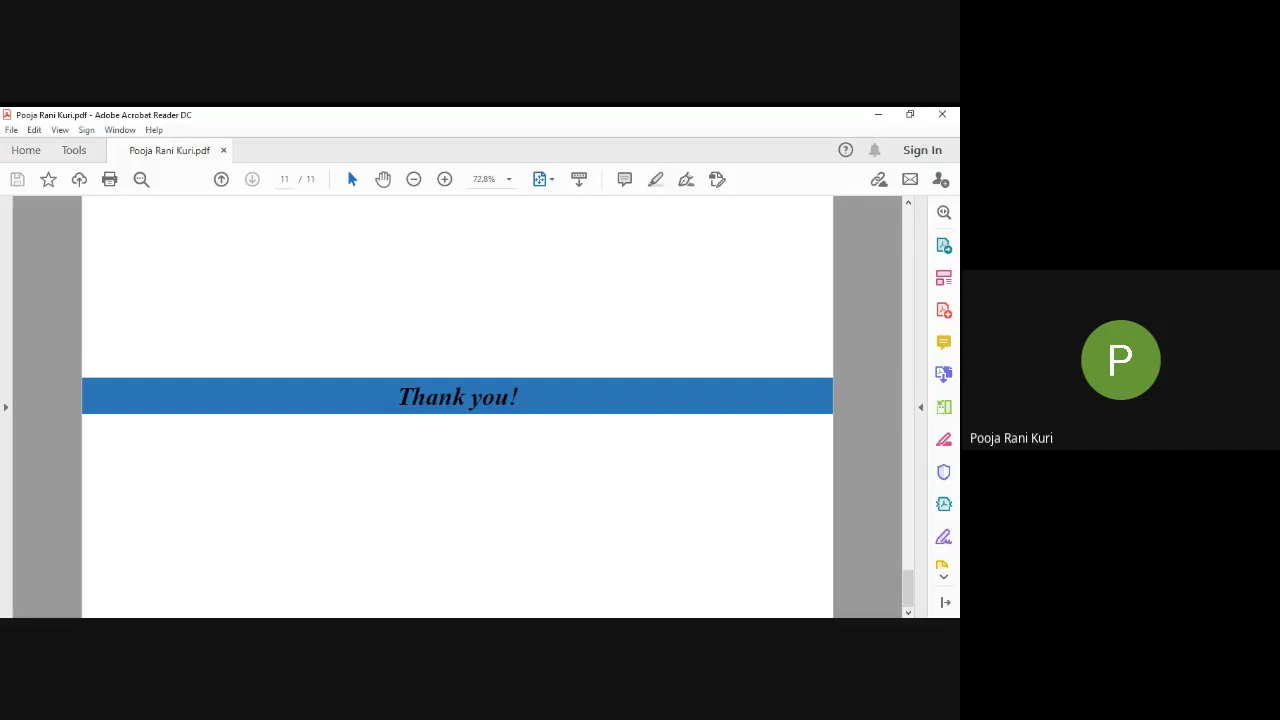 Pooja Rani Kuri.pdf - Adobe Acrobat Reader DC
File Edit View Sign Window Help
Home Tools Pooja Rani Kuri.pdf × Sign In
11 / 11 72.8%
Thank you!
P
Pooja Rani Kuri